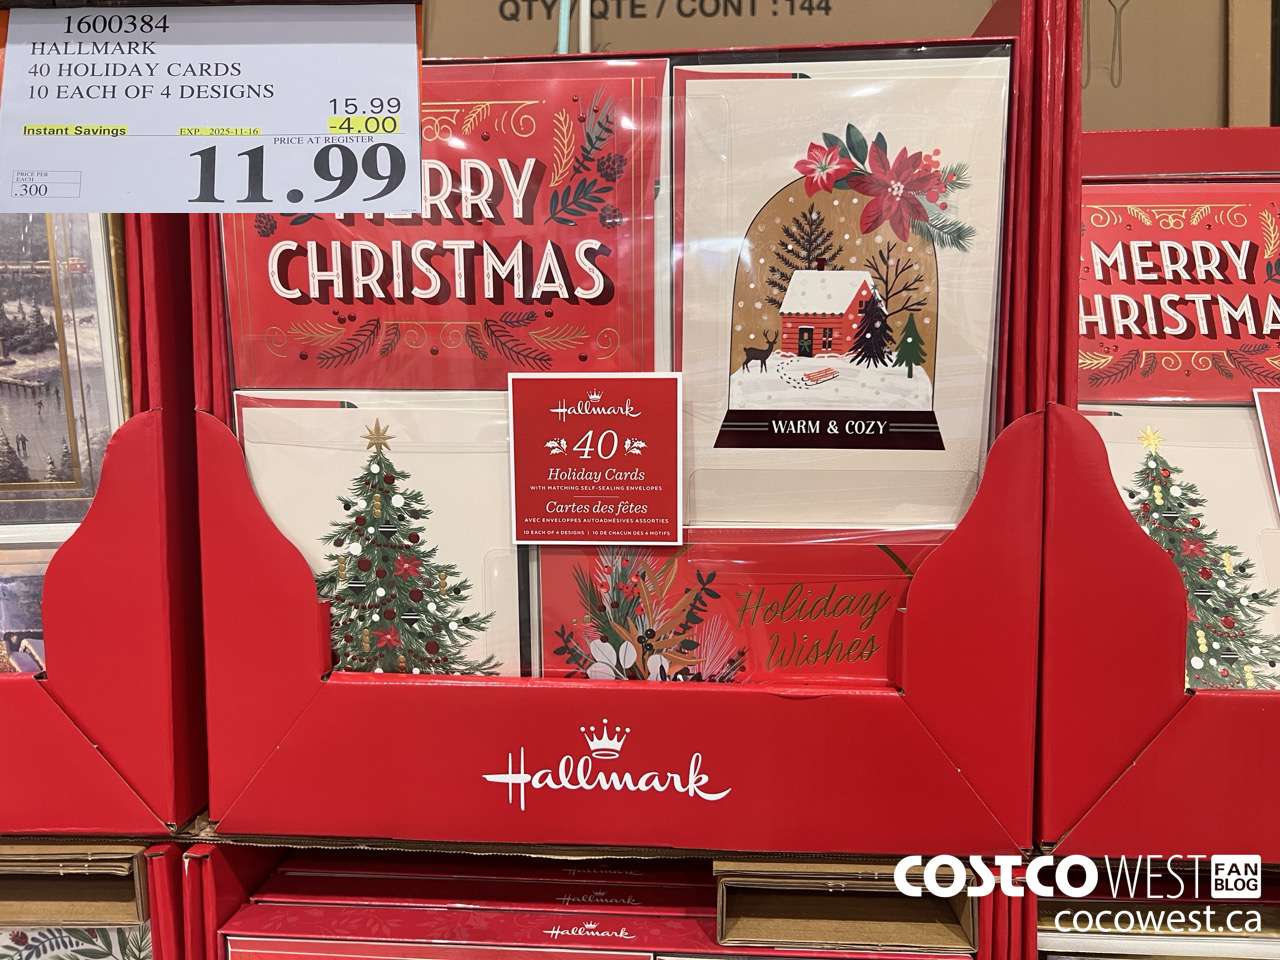 QTY / QTE / CONT : 144
1600384
HALLMARK
40 HOLIDAY CARDS
10 EACH OF 4 DESIGNS
15.99
Instant Savings EXP. 2025-11-16 -4.00
PRICE AT REGISTER
11.99
PRICE PER
EACH
.300
MERRY
CHRISTMAS
WARM & COZY
Hallmark
40
Holiday Cards
WITH MATCHING SELF-SEALING ENVELOPES
Cartes des fêtes
AVEC ENVELOPPES AUTOADHÉSIVES ASSORTIES
10 EACH OF 4 DESIGNS | 10 DE CHACUN DES 4 MOTIFS
Holiday
Wishes
MERRY
HRISTMA
Hallmark
Hallmark
Hallmark
Hallmark
COSTCO WEST FAN BLOG
cocowest.ca